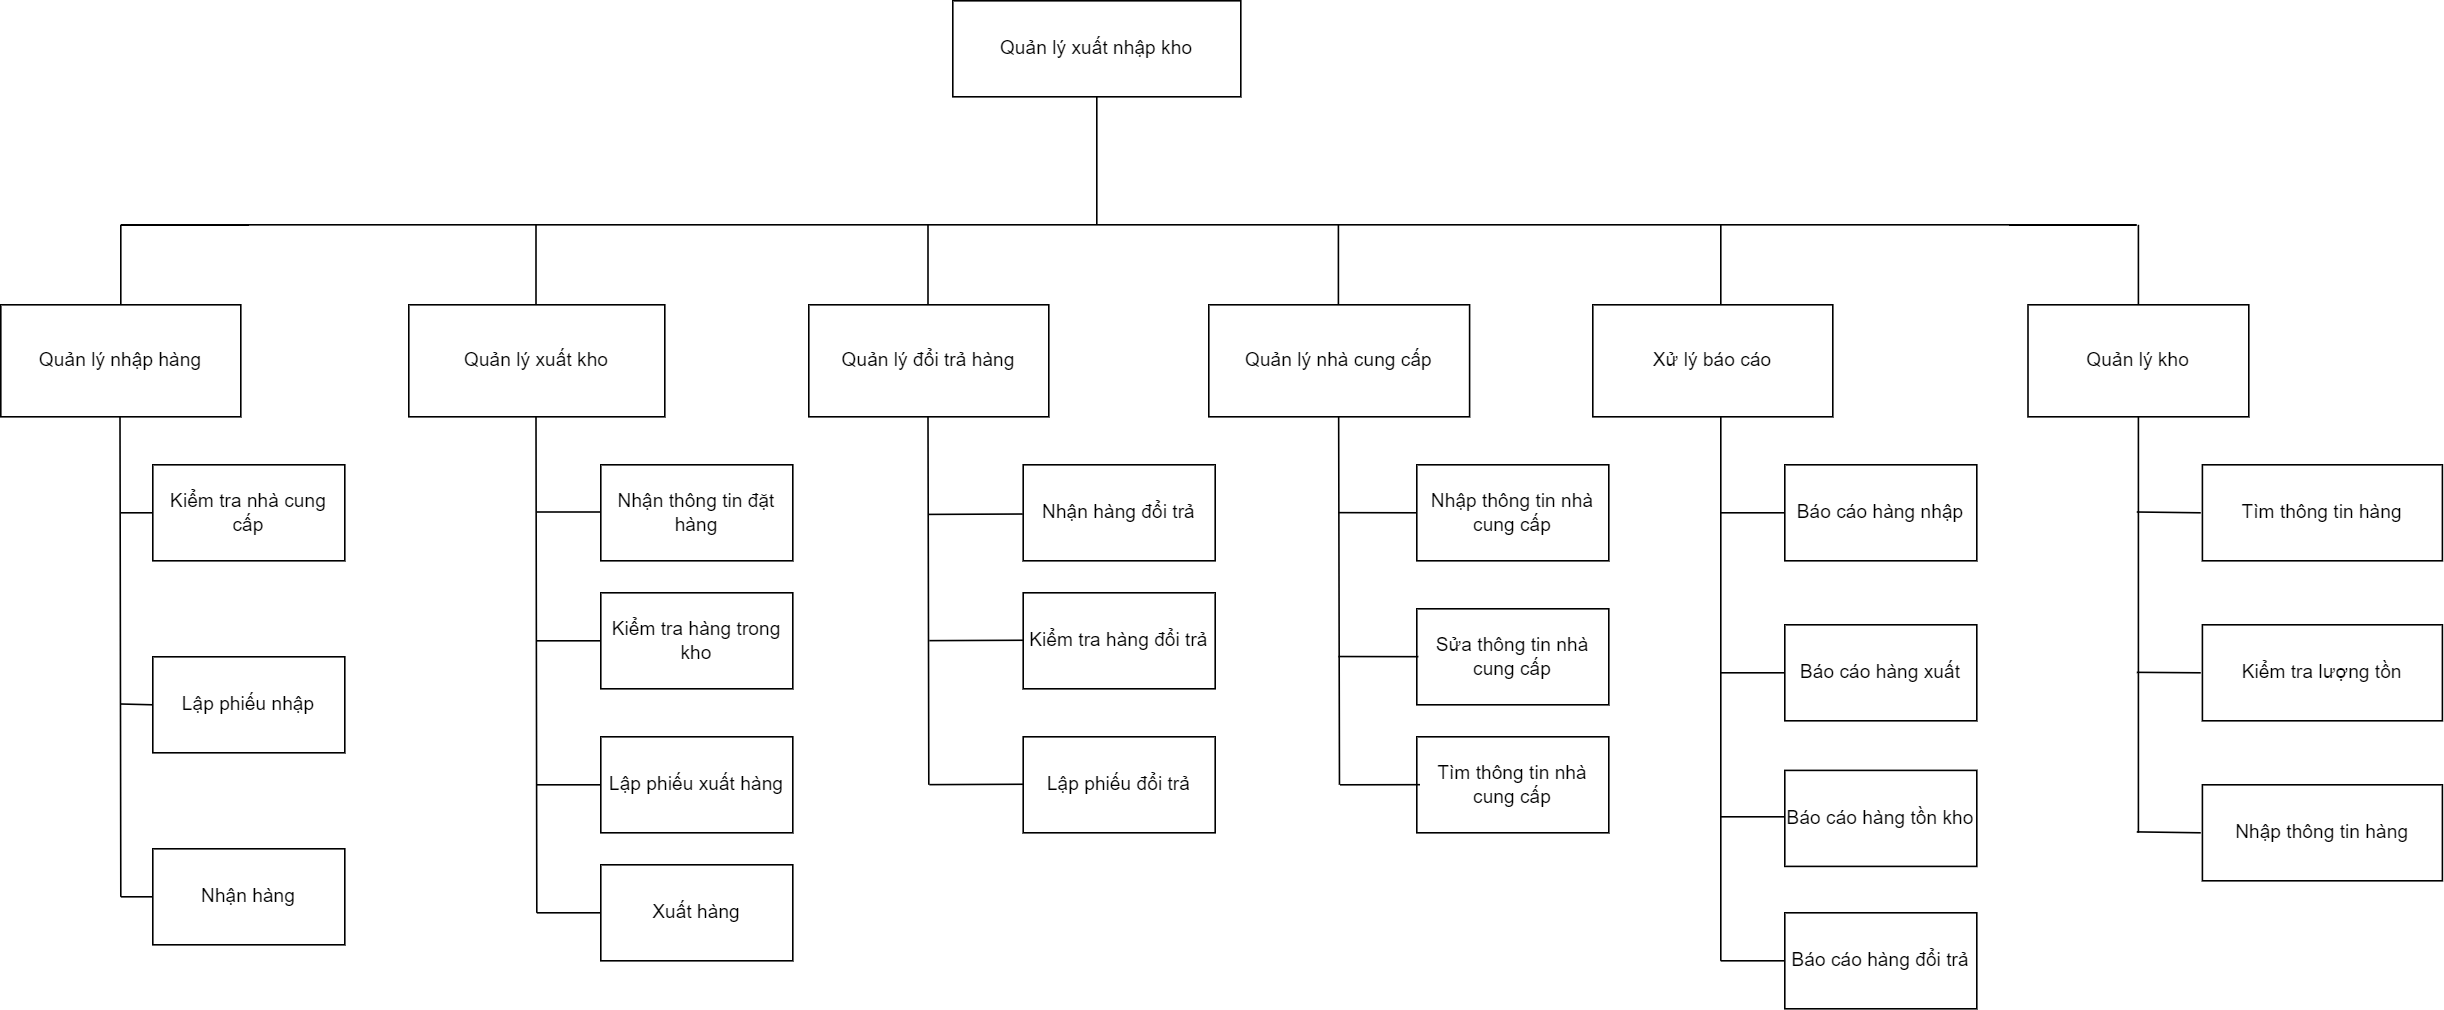 Quản lý xuất nhập kho
Quản lý nhập hàng
Quản lý xuất kho
Quản lý đổi trả hàng
Quản lý nhà cung cấp
Xử lý báo cáo
Quản lý kho
Kiểm tra nhà cung
cấp
Lập phiếu nhập
Nhận hàng
Nhận thông tin đặt
hàng
Kiểm tra hàng trong
kho
Lập phiếu xuất hàng
Xuất hàng
Nhận hàng đổi trả
Kiểm tra hàng đổi trả
Lập phiếu đổi trả
Nhập thông tin nhà
cung cấp
Sửa thông tin nhà
cung cấp
Tìm thông tin nhà
cung cấp
Báo cáo hàng nhập
Báo cáo hàng xuất
Báo cáo hàng tồn kho
Báo cáo hàng đổi trả
Tìm thông tin hàng
Kiểm tra lượng tồn
Nhập thông tin hàng